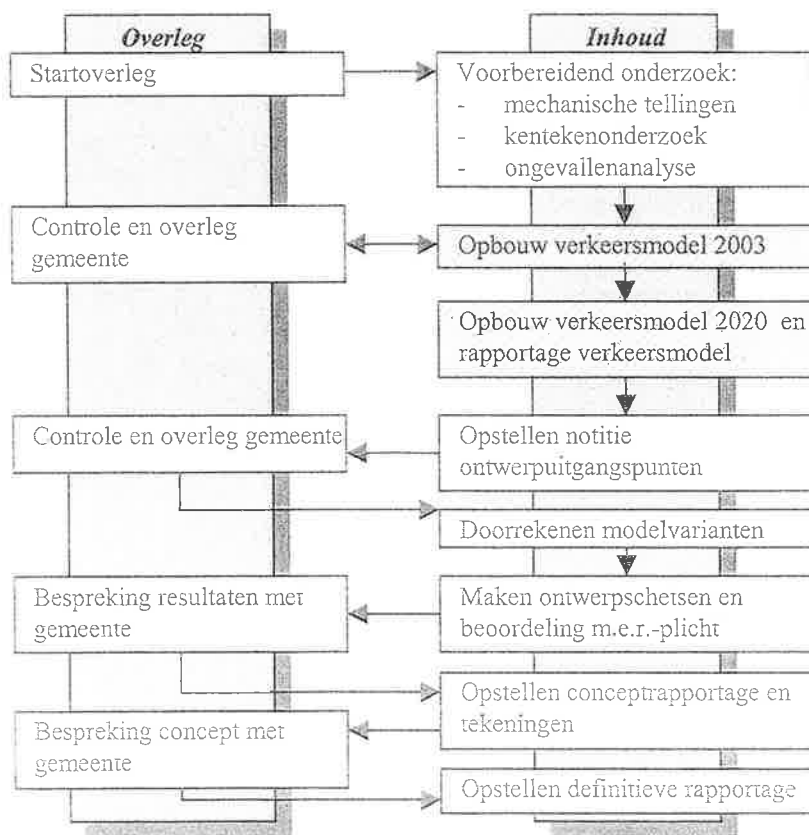 Overleg
Inhoud
Startoverleg
Voorbereidend onderzoek:
- mechanische tellingen
- kentekenonderzoek
- ongevallenanalyse
Controle en overleg
gemeente
Opbouw verkeersmodel 2003
Opbouw verkeersmodel 2020 en
rapportage verkeersmodel
Controle en overleg gemeente
Opstellen notitie
ontwerpuitgangspunten
Doorrekenen modelvarianten
Bespreking resultaten met
gemeente
Maken ontwerpschetsen en
beoordeling m.e.r.-plicht
Opstellen conceptrapportage en
tekeningen
Bespreking concept met
gemeente
Opstellen definitieve rapportage